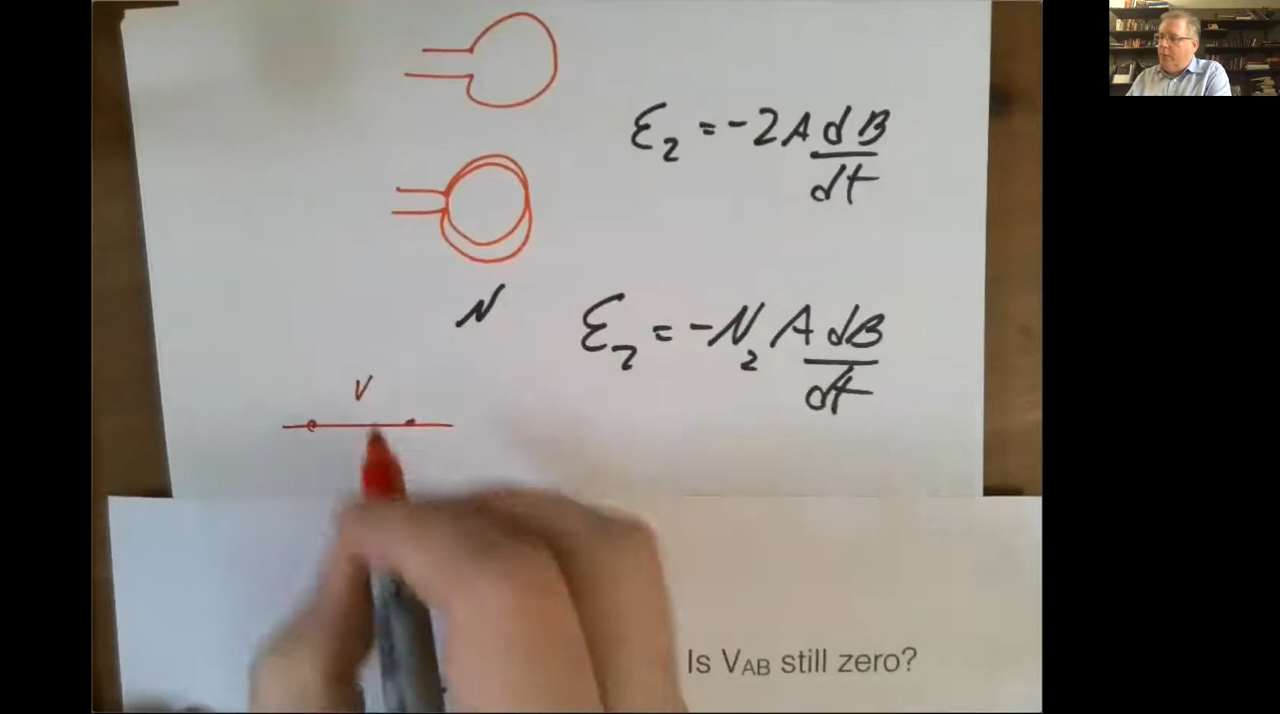 ε₂ = -2A dB/dt
N
ε₂ = -N₂ A dB/dt
V
Is VAB still zero?